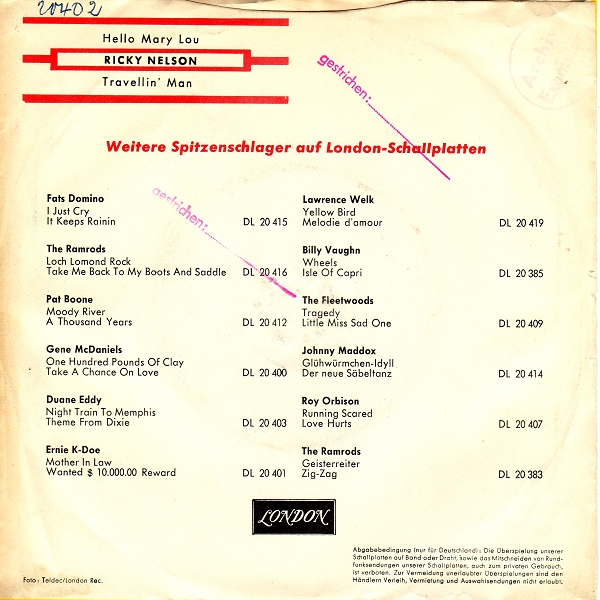 20402
Hello Mary Lou
RICKY NELSON
Travellin' Man
gestrichen:
Weitere Spitzenschlager auf London-Schallplatten
gestrichen:
Fats Domino
I Just Cry
It Keeps Rainin DL 20 415
The Ramrods
Loch Lomond Rock
Take Me Back To My Boots And Saddle DL 20 416
Pat Boone
Moody River
A Thousand Years DL 20 412
Gene McDaniels
One Hundred Pounds Of Clay
Take A Chance On Love DL 20 400
Duane Eddy
Night Train To Memphis
Theme From Dixie DL 20 403
Ernie K-Doe
Mother In Law
Wanted $ 10.000.00 Reward DL 20 401
Lawrence Welk
Yellow Bird
Melodie d'amour DL 20 419
Billy Vaughn
Wheels
Isle Of Capri DL 20 385
The Fleetwoods
Tragedy
Little Miss Sad One DL 20 409
Johnny Maddox
Glühwürmchen-Idyll
Der neue Säbeltanz DL 20 414
Roy Orbison
Running Scared
Love Hurts DL 20 407
The Ramrods
Geisterreiter
Zig-Zag DL 20 383
LONDON
Abgabebedingung (nur für Deutschland): Die Überspielung unserer
Schallplatten auf Band oder Draht, sowie das Mitschneiden von Rund-
funksendungen unserer Schallplatten, auch zum privaten Gebrauch,
ist verboten. Zur Vermeidung unerlaubter Überspielungen sind den
Händlern Verleih, Vermietung und Auswahlsendungen nicht erlaubt.
Foto: Teldec/London Rec.